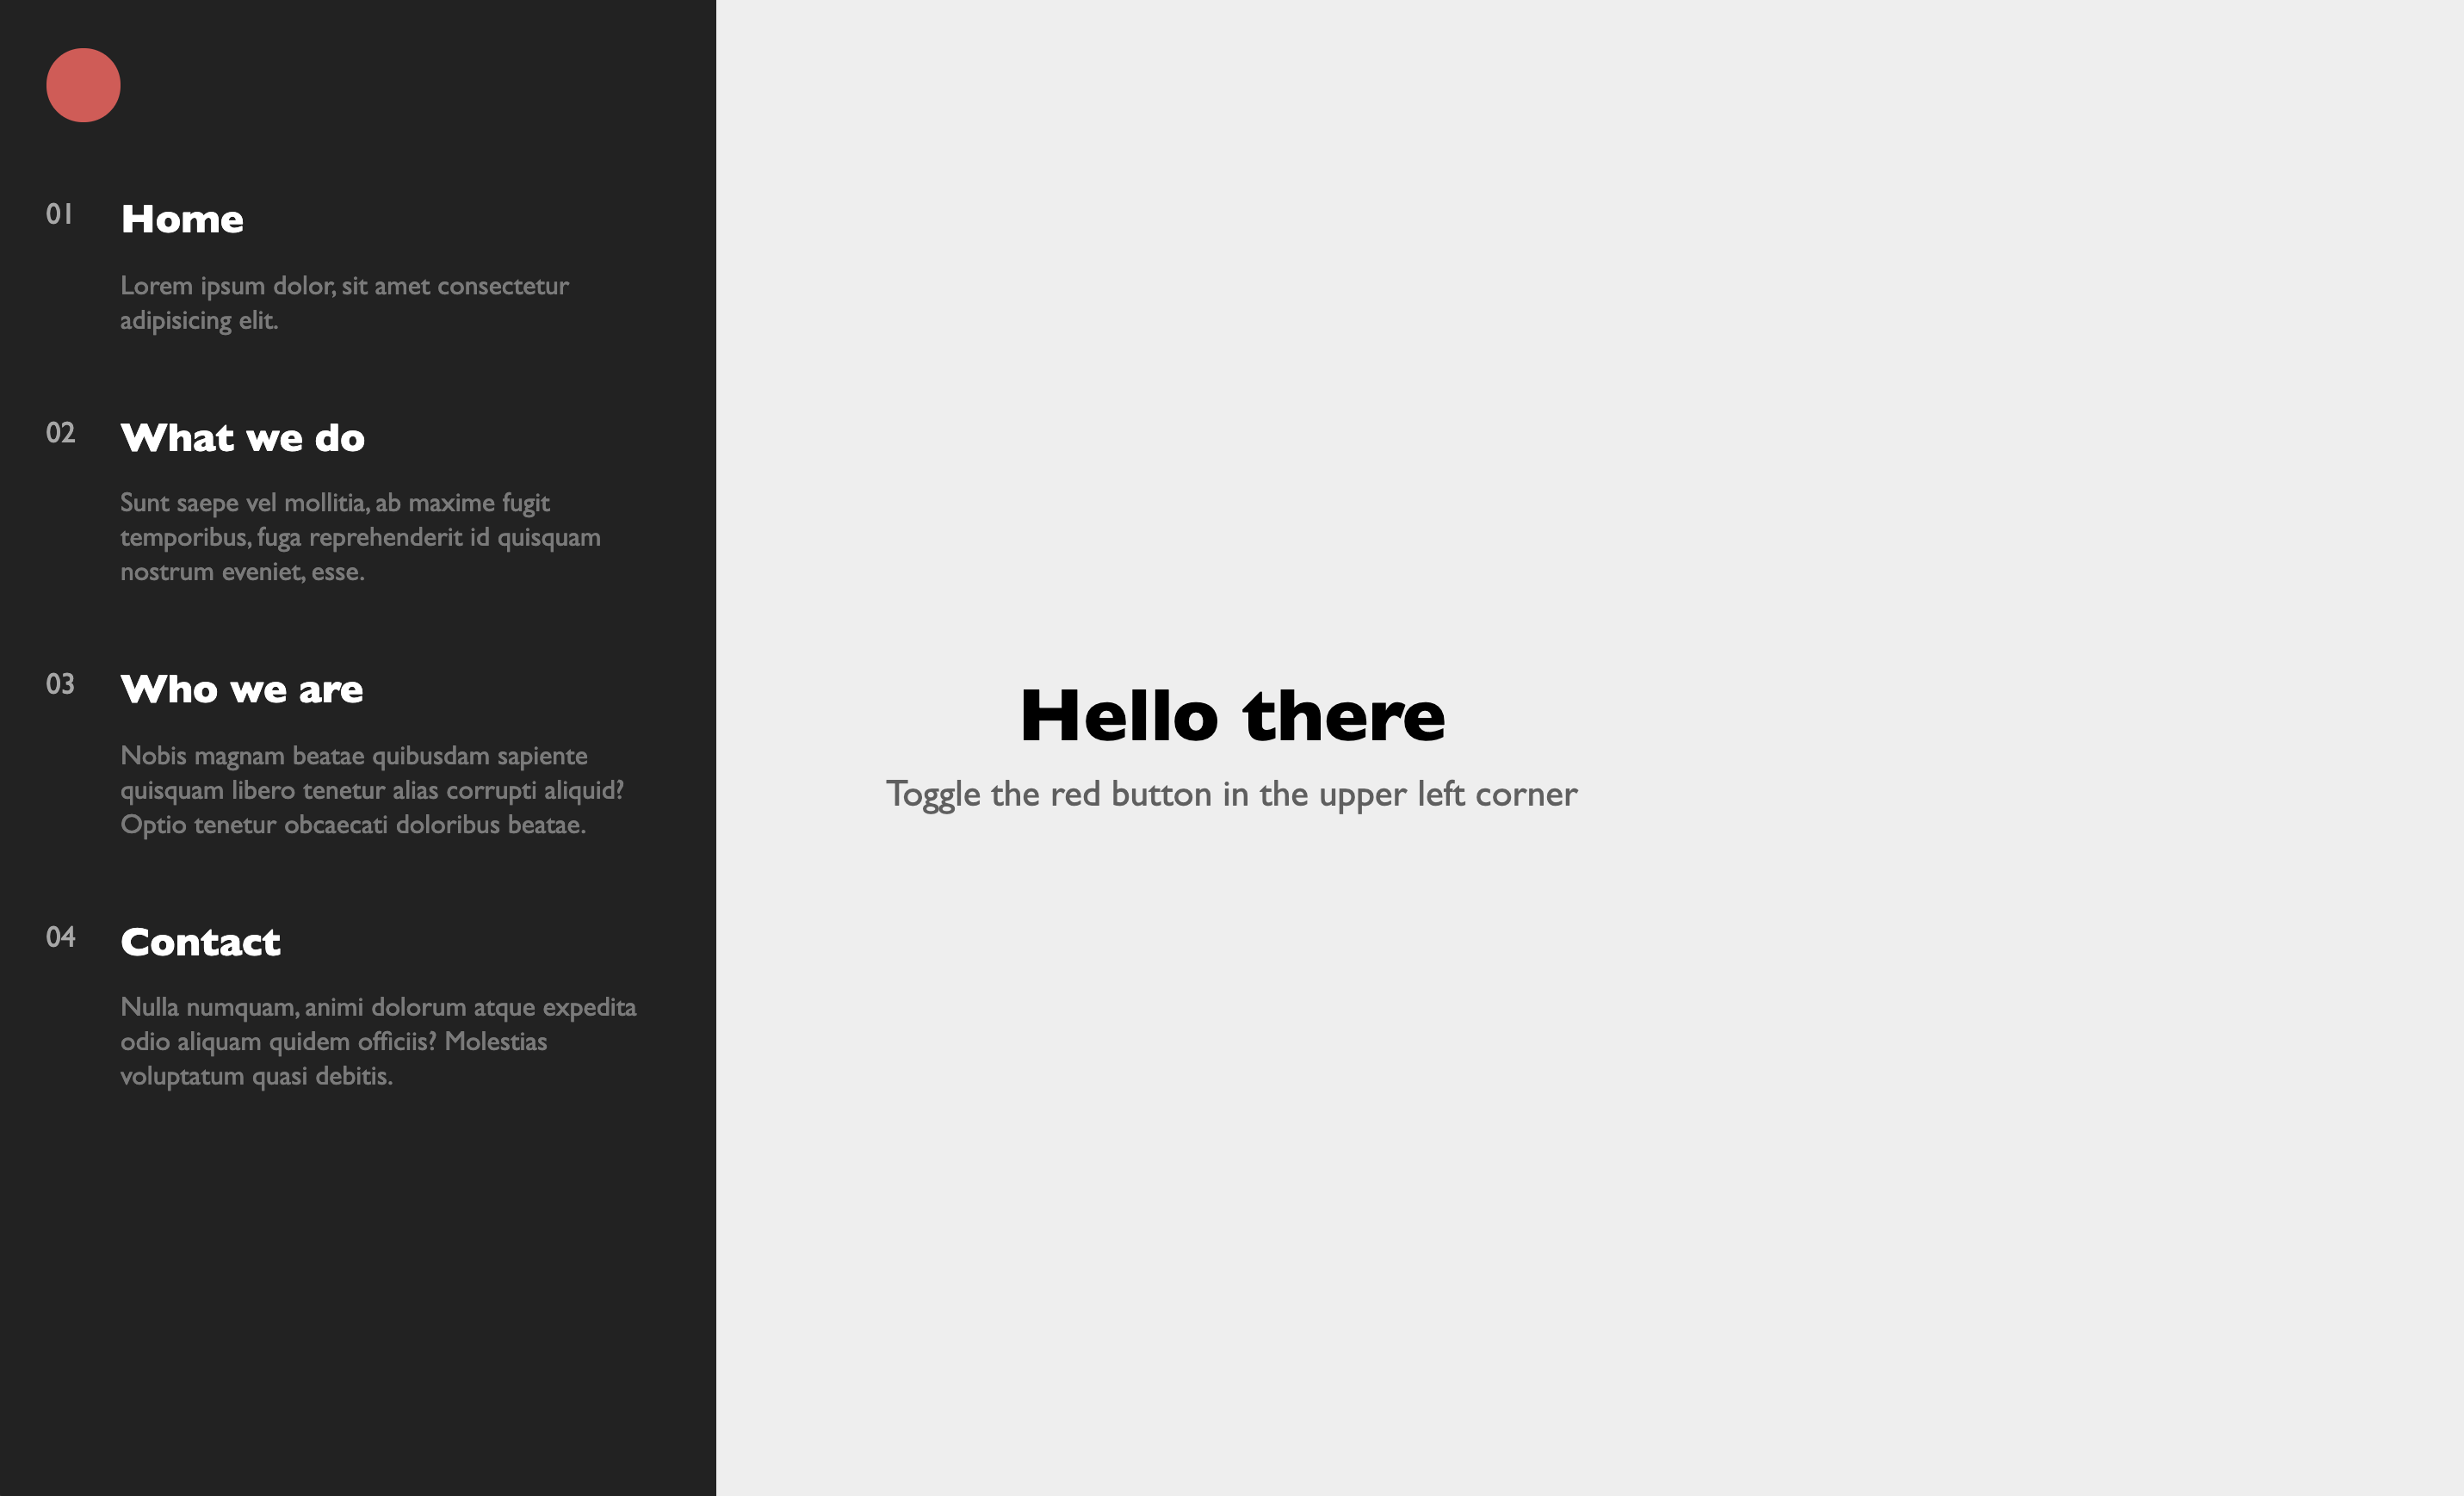 01 Home
Lorem ipsum dolor, sit amet consectetur
adipisicing elit.
02 What we do
Sunt saepe vel mollitia, ab maxime fugit
temporibus, fuga reprehenderit id quisquam
nostrum eveniet, esse.
03 Who we are
Nobis magnam beatae quibusdam sapiente
quisquam libero tenetur alias corrupti aliquid?
Optio tenetur obcaecati doloribus beatae.
04 Contact
Nulla numquam, animi dolorum atque expedita
odio aliquam quidem officiis? Molestias
voluptatum quasi debitis.
Hello there
Toggle the red button in the upper left corner